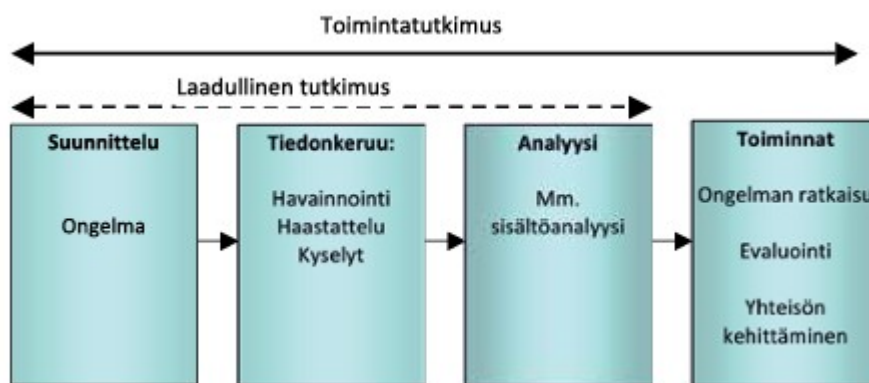 Toimintatutkimus
Laadullinen tutkimus
Suunnittelu
Ongelma
Tiedonkeruu:
Havainnointi
Haastattelu
Kyselyt
Analyysi
Mm.
sisältöanalyysi
Toiminnat
Ongelman ratkaisu
Evaluointi
Yhteisön
kehittäminen